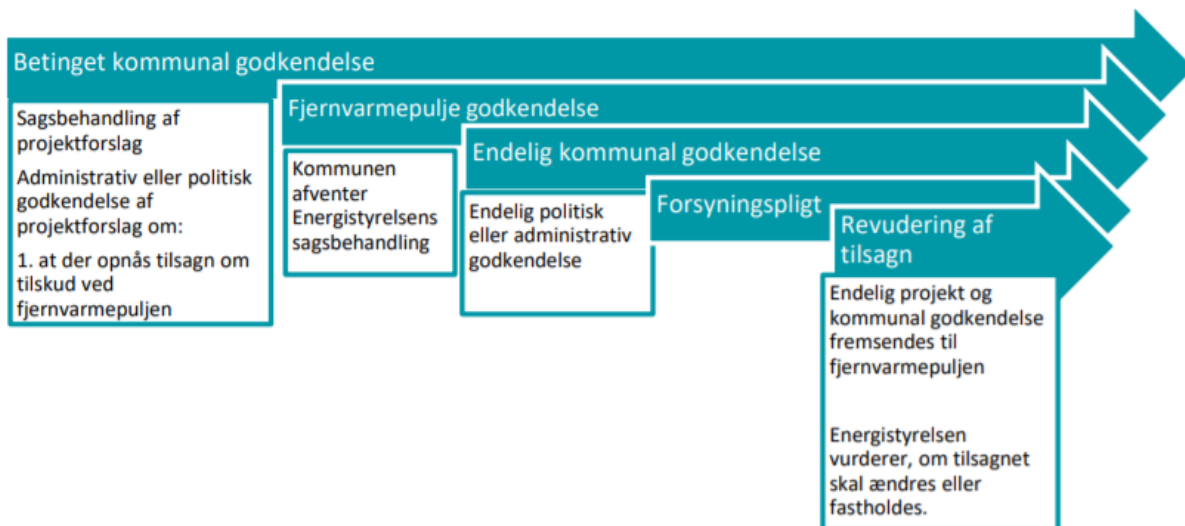 Betinget kommunal godkendelse
Sagsbehandling af
projektforslag
Administrativ eller politisk
godkendelse af
projektforslag om:
1. at der opnås tilsagn om
tilskud ved
fjernvarmepuljen
Fjernvarmepulje godkendelse
Kommunen
afventer
Energistyrelsens
sagsbehandling
Endelig kommunal godkendelse
Endelig politisk
eller administrativ
godkendelse
Forsyningspligt
Revudering af
tilsagn
Endelig projekt og
kommunal godkendelse
fremsendes til
fjernvarmepuljen
Energistyrelsen
vurderer, om tilsagnet
skal ændres eller
fastholdes.